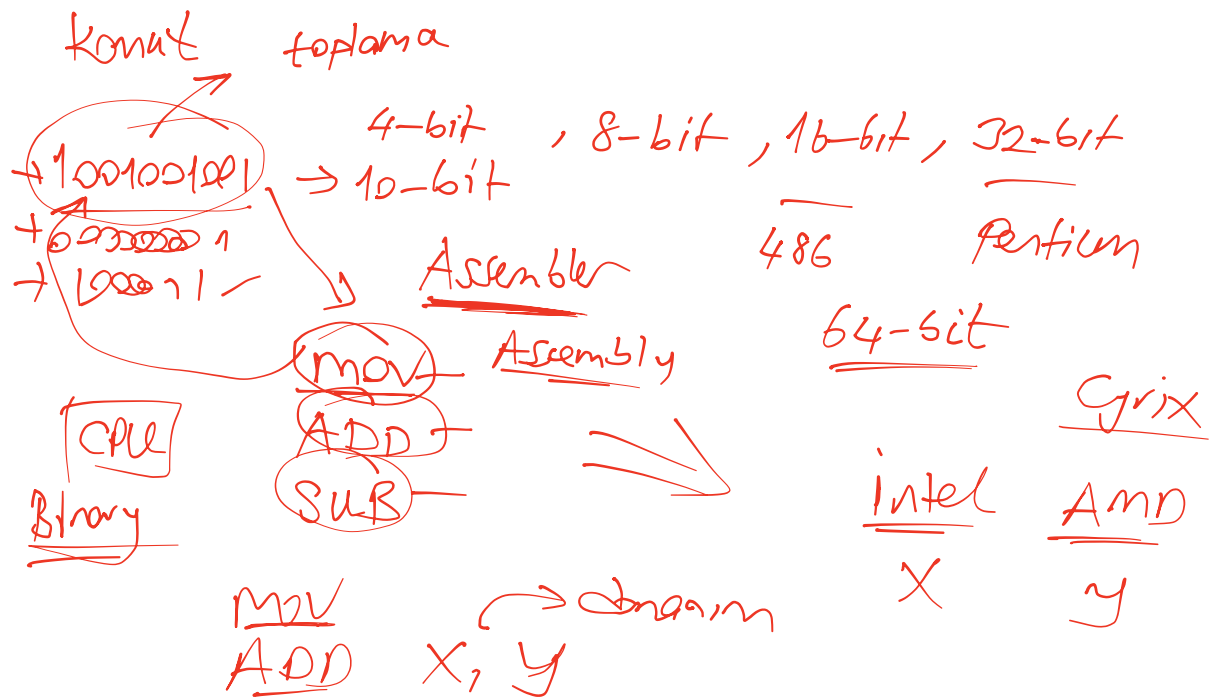 komut toplama
4-bit , 8-bit , 16-bit , 32-bit
→ 1001001001 → 10-bit
486 Pentium
Assembler
64-bit
MOV Assembly
Cyrix
CPU ADD
SUB intel AMD
Binary
X y
MOV
ADD X, y